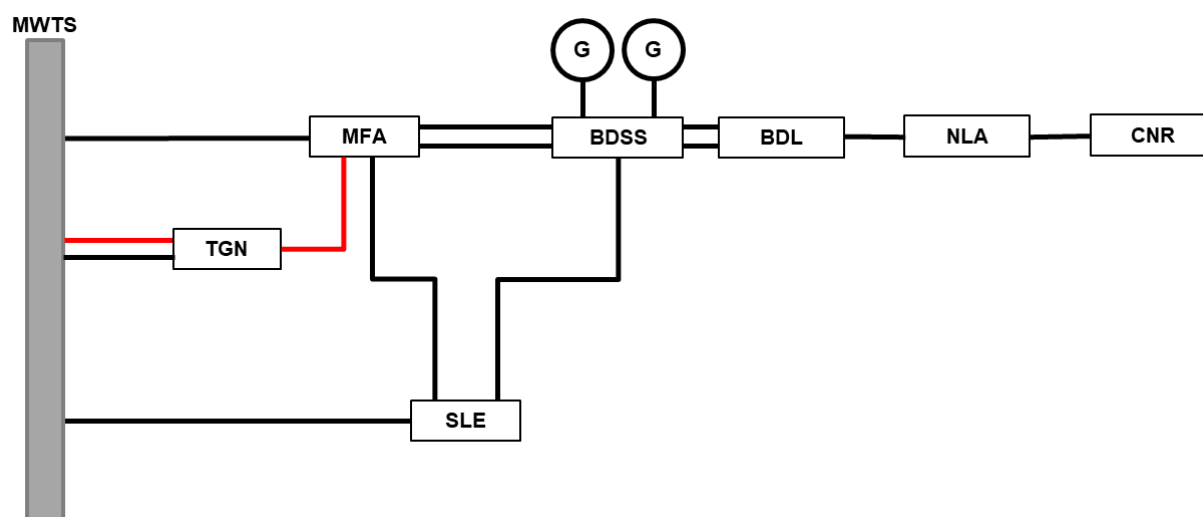 MWTS
G
G
MFA
BDSS
BDL
NLA
CNR
TGN
SLE